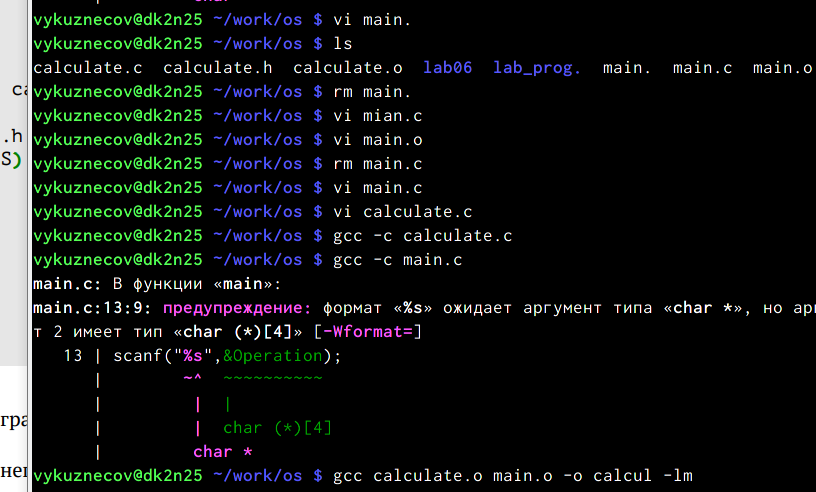 vykuznecov@dk2n25 ~/work/os $ vi main.
vykuznecov@dk2n25 ~/work/os $ ls
calculate.c calculate.h calculate.o lab06 lab_prog. main. main.c main.o
vykuznecov@dk2n25 ~/work/os $ rm main.
vykuznecov@dk2n25 ~/work/os $ vi mian.c
.h
vykuznecov@dk2n25 ~/work/os $ vi main.o
S)
vykuznecov@dk2n25 ~/work/os $ rm main.c
vykuznecov@dk2n25 ~/work/os $ vi main.c
vykuznecov@dk2n25 ~/work/os $ vi calculate.c
vykuznecov@dk2n25 ~/work/os $ gcc -c calculate.c
vykuznecov@dk2n25 ~/work/os $ gcc -c main.c
main.c: В функции «main»:
main.c:13:9: предупреждение: формат «%s» ожидает аргумент типа «char *», но
т 2 имеет тип «char (*)[4]» [-Wformat=]
13 | scanf("%s",&Operation);
| ~^ ~~~~~~~~~~
| | |
| | char (*)[4]
| char *
vykuznecov@dk2n25 ~/work/os $ gcc calculate.o main.o -o calcul -lm